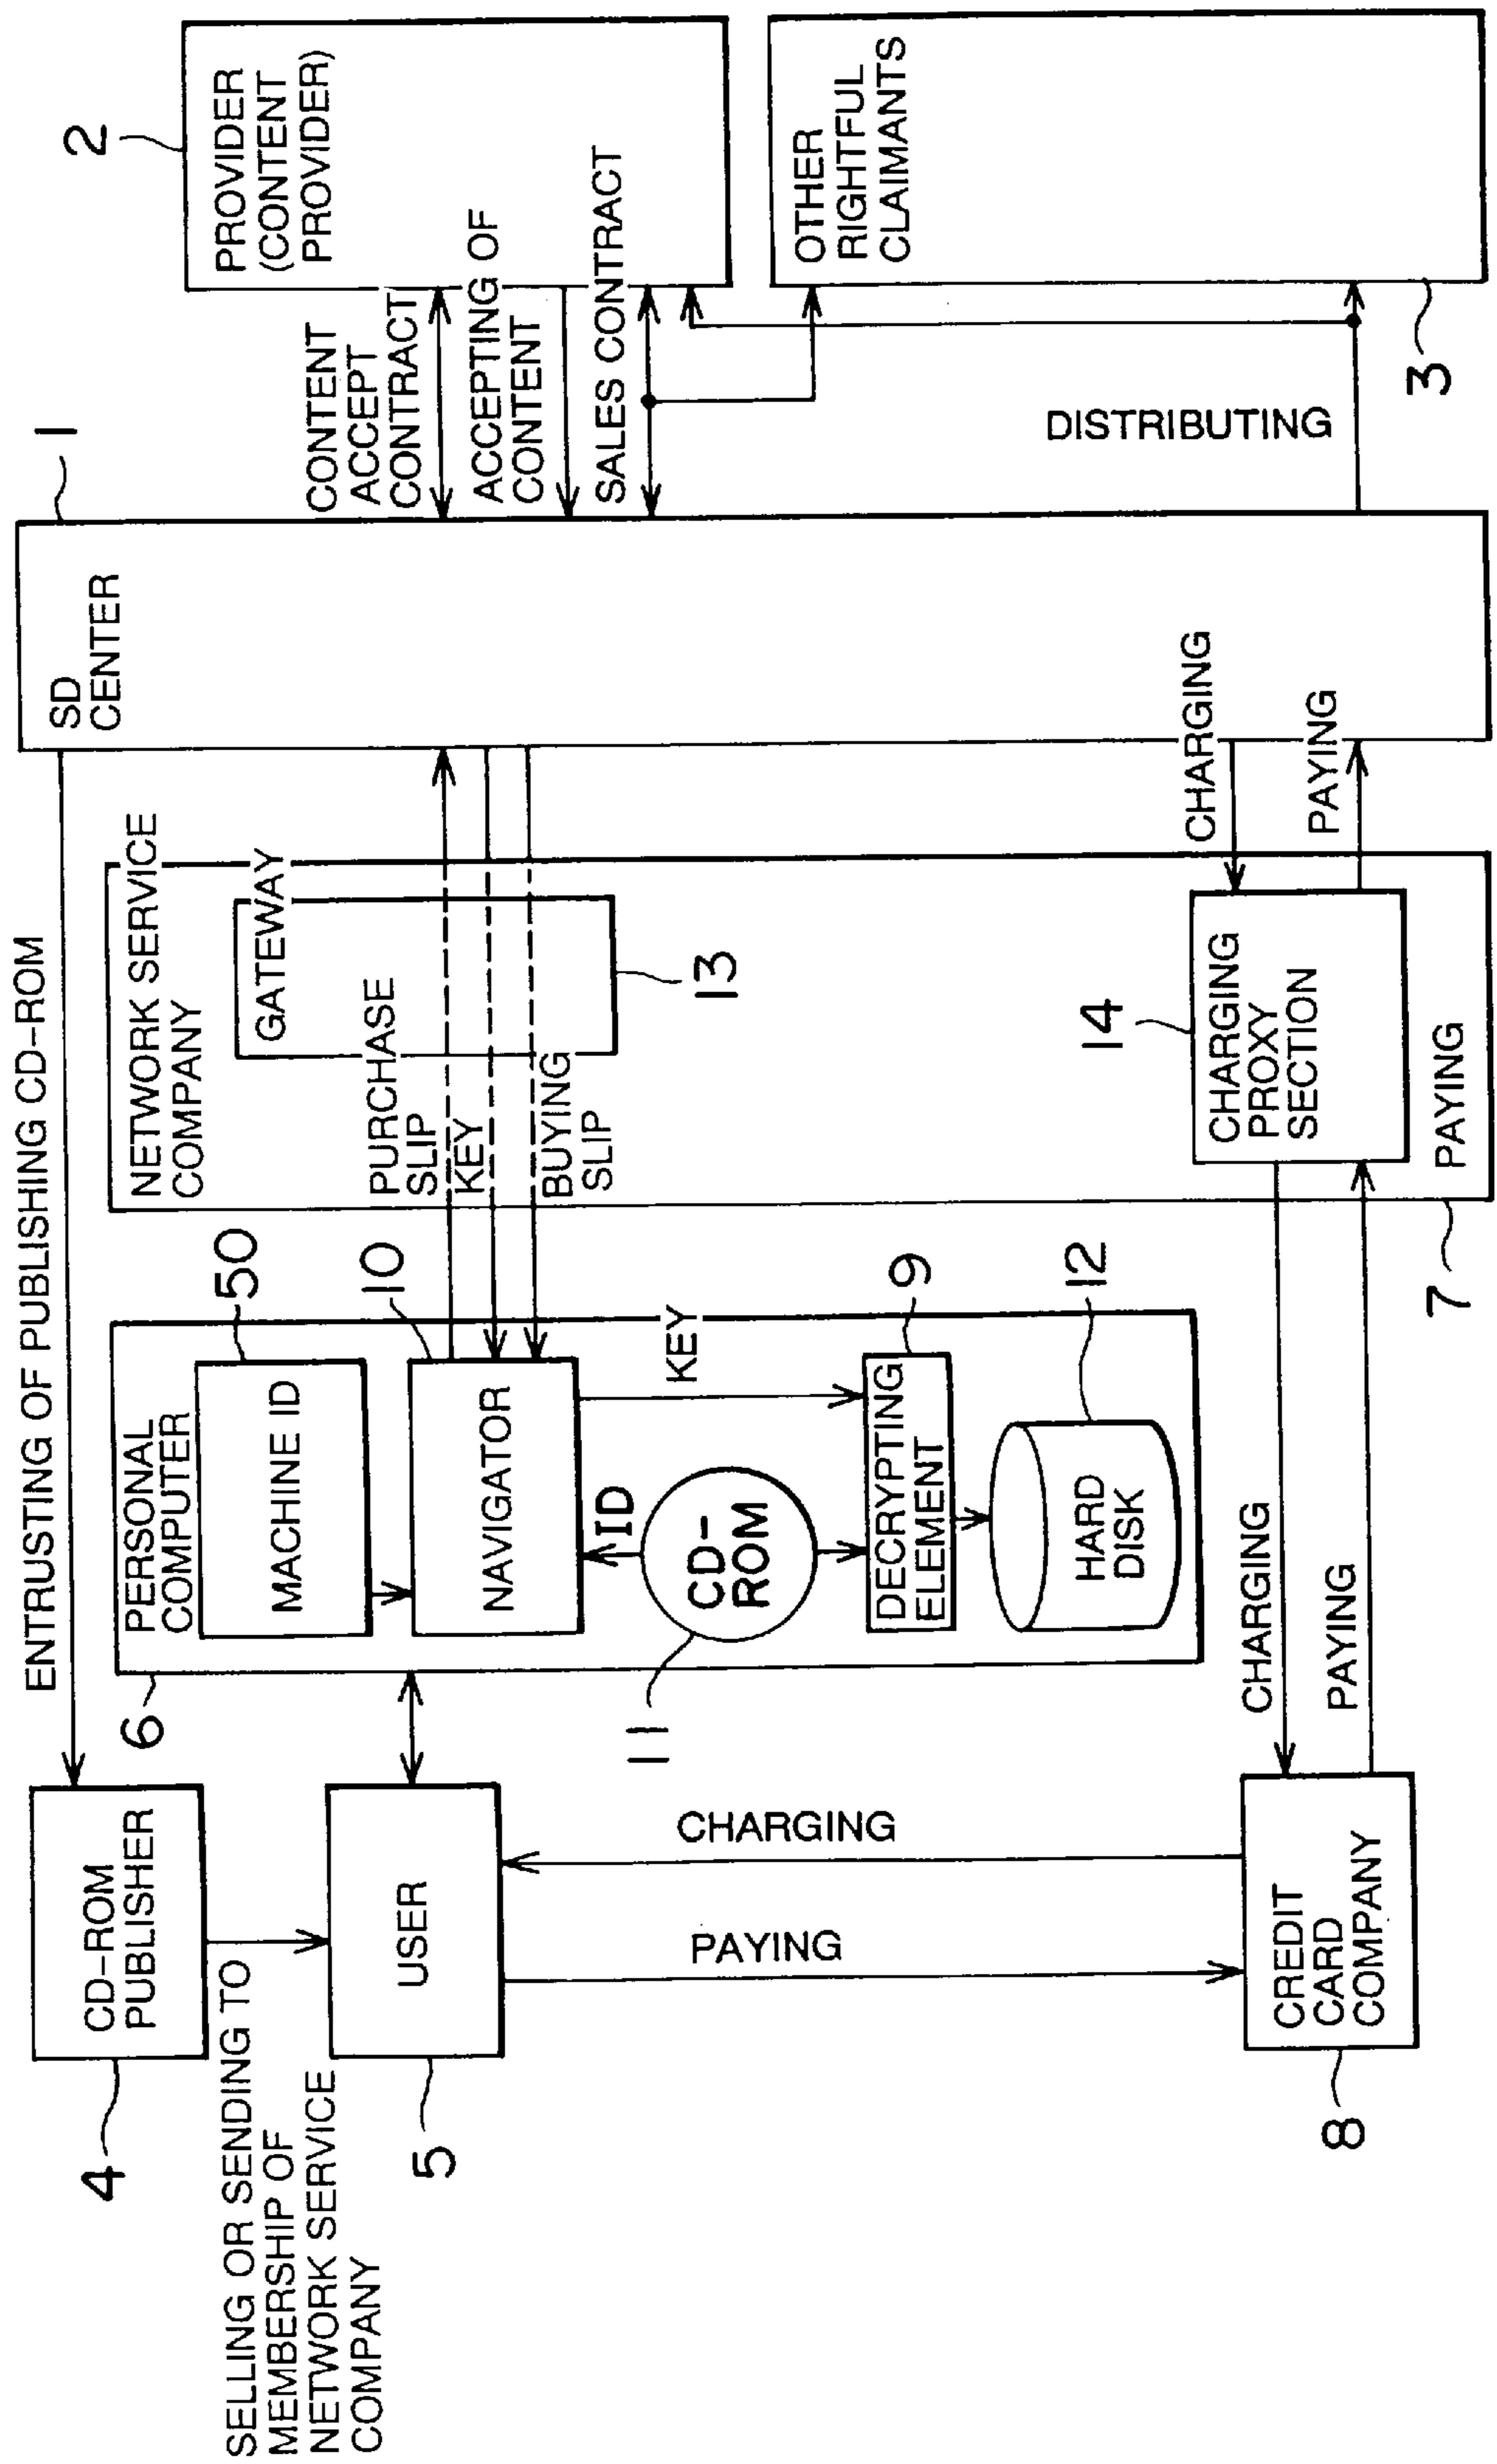 ENTRUSTING OF PUBLISHING CD-ROM
4
CD-ROM
PUBLISHER
SELLING OR SENDING TO
MEMBERSHIP OF
NETWORK SERVICE
COMPANY
5
USER
CHARGING
PAYING
8
CREDIT
CARD
COMPANY
6
PERSONAL
COMPUTER
50
MACHINE ID
10
NAVIGATOR
ID
KEY
11
CD-
ROM
9
DECRYPTING
ELEMENT
12
HARD
DISK
CHARGING
PAYING
7
NETWORK SERVICE
COMPANY
GATEWAY
13
PURCHASE
SLIP
KEY
BUYING
SLIP
14
CHARGING
PROXY
SECTION
PAYING
CHARGING
PAYING
1
SD
CENTER
CONTENT
ACCEPT
CONTRACT
ACCEPTING OF
CONTENT
SALES CONTRACT
DISTRIBUTING
2
PROVIDER
(CONTENT
PROVIDER)
OTHER
RIGHTFUL
CLAIMANTS
3